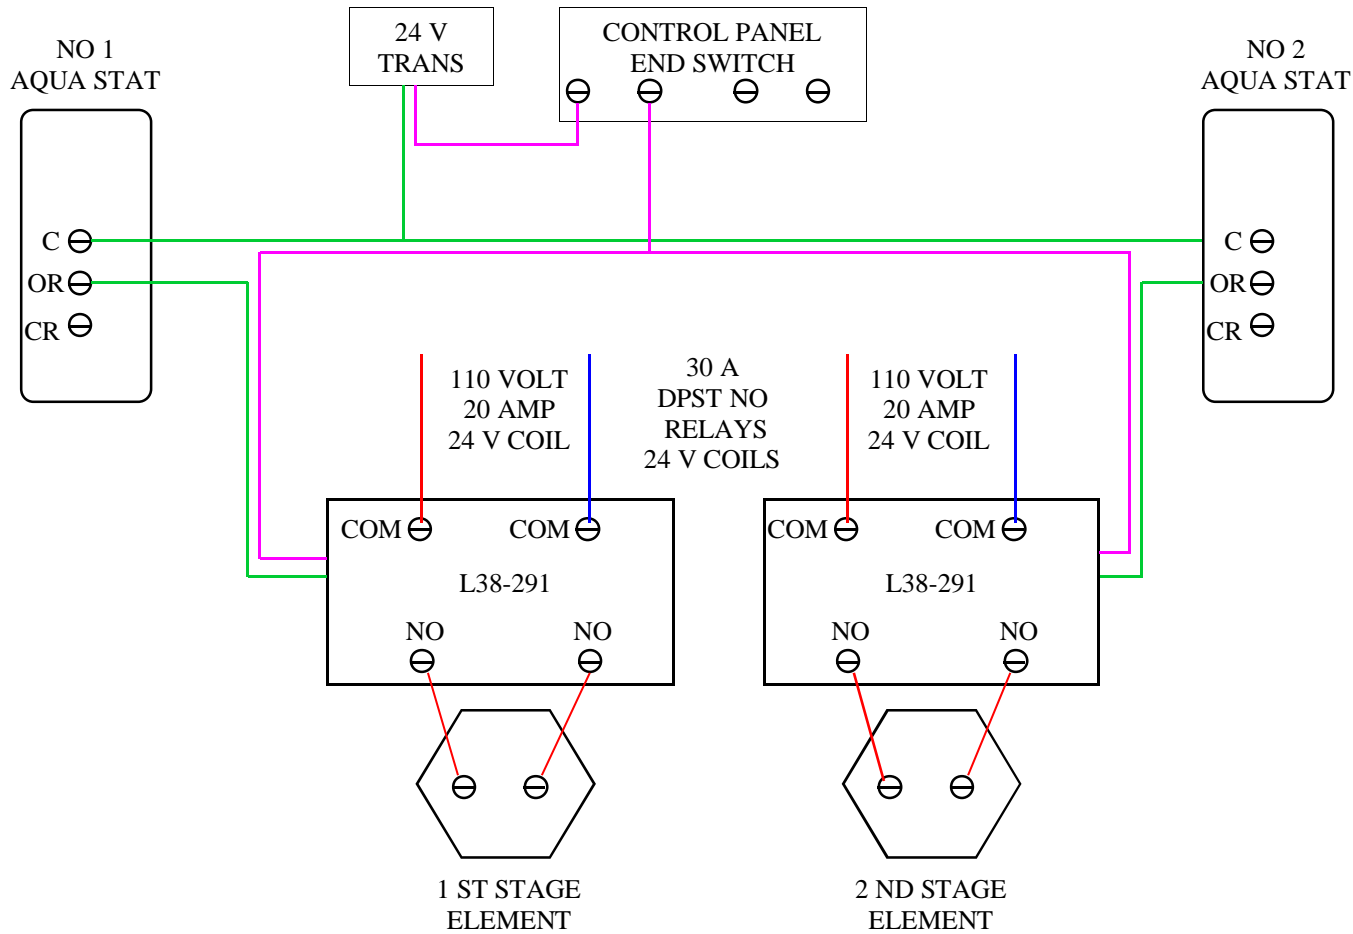 NO 1
AQUA STAT
24 V
TRANS
CONTROL PANEL
END SWITCH
NO 2
AQUA STAT
C
OR
CR
C
OR
CR
110 VOLT
20 AMP
24 V COIL
30 A
DPST NO
RELAYS
24 V COILS
110 VOLT
20 AMP
24 V COIL
COM
COM
L38-291
NO
NO
COM
COM
L38-291
NO
NO
1 ST STAGE
ELEMENT
2 ND STAGE
ELEMENT